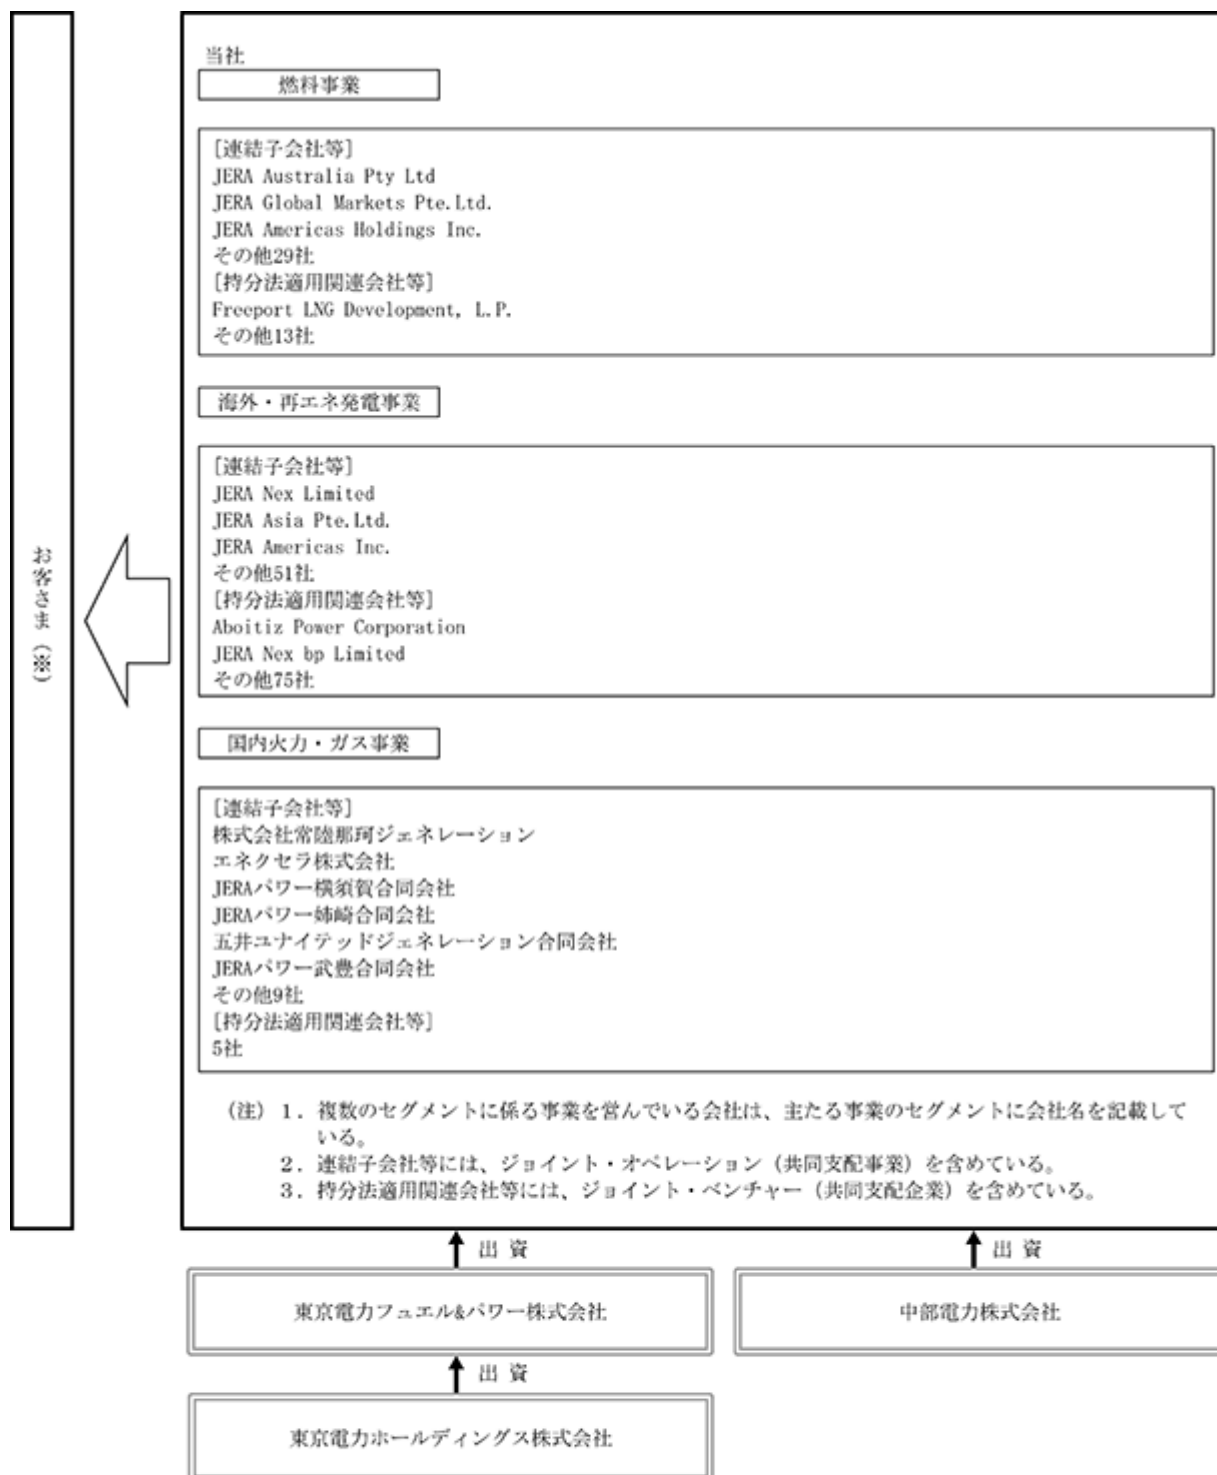 当社
燃料事業
[連結子会社等]
JERA Australia Pty Ltd
JERA Global Markets Pte.Ltd.
JERA Americas Holdings Inc.
その他29社
[持分法適用関連会社等]
Freeport LNG Development, L.P.
その他13社
海外・再エネ発電事業
[連結子会社等]
JERA Nex Limited
JERA Asia Pte.Ltd.
JERA Americas Inc.
その他51社
[持分法適用関連会社等]
Aboitiz Power Corporation
JERA Nex bp Limited
その他75社
お客さま(※)
国内火力・ガス事業
[連結子会社等]
株式会社常陸那珂ジェネレーション
エネクセラ株式会社
JERAパワー横須賀合同会社
JERAパワー姉崎合同会社
五井ユナイテッドジェネレーション合同会社
JERAパワー武豊合同会社
その他9社
[持分法適用関連会社等]
5社
(注) 1. 複数のセグメントに係る事業を営んでいる会社は、主たる事業のセグメントに会社名を記載して
いる。
2. 連結子会社等には、ジョイント・オペレーション(共同支配事業)を含めている。
3. 持分法適用関連会社等には、ジョイント・ベンチャー(共同支配企業)を含めている。
出資
出資
東京電力フュエル&パワー株式会社
中部電力株式会社
出資
東京電力ホールディングス株式会社